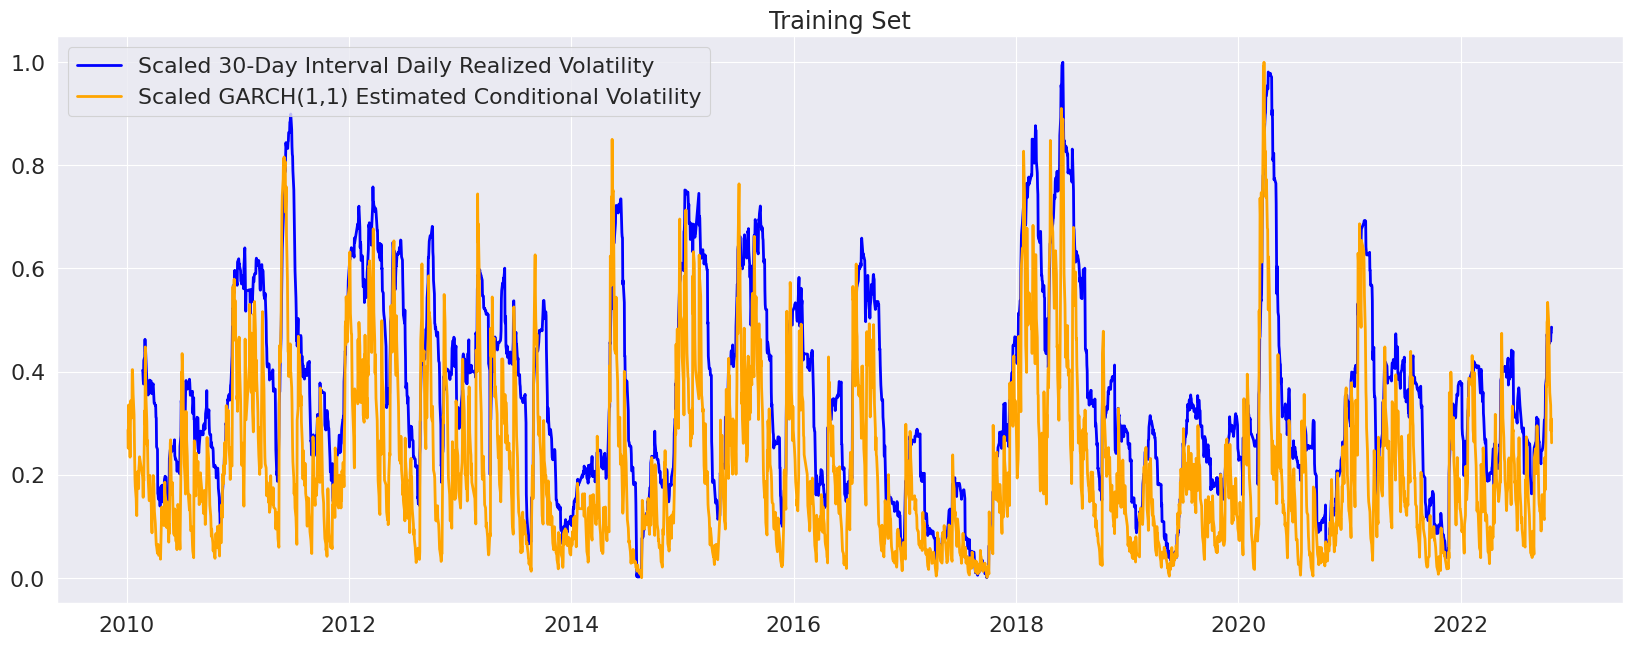 Training Set
Scaled 30-Day Interval Daily Realized Volatility
Scaled GARCH(1,1) Estimated Conditional Volatility
1.0
0.8
0.6
0.4
0.2
0.0
2010 2012 2014 2016 2018 2020 2022